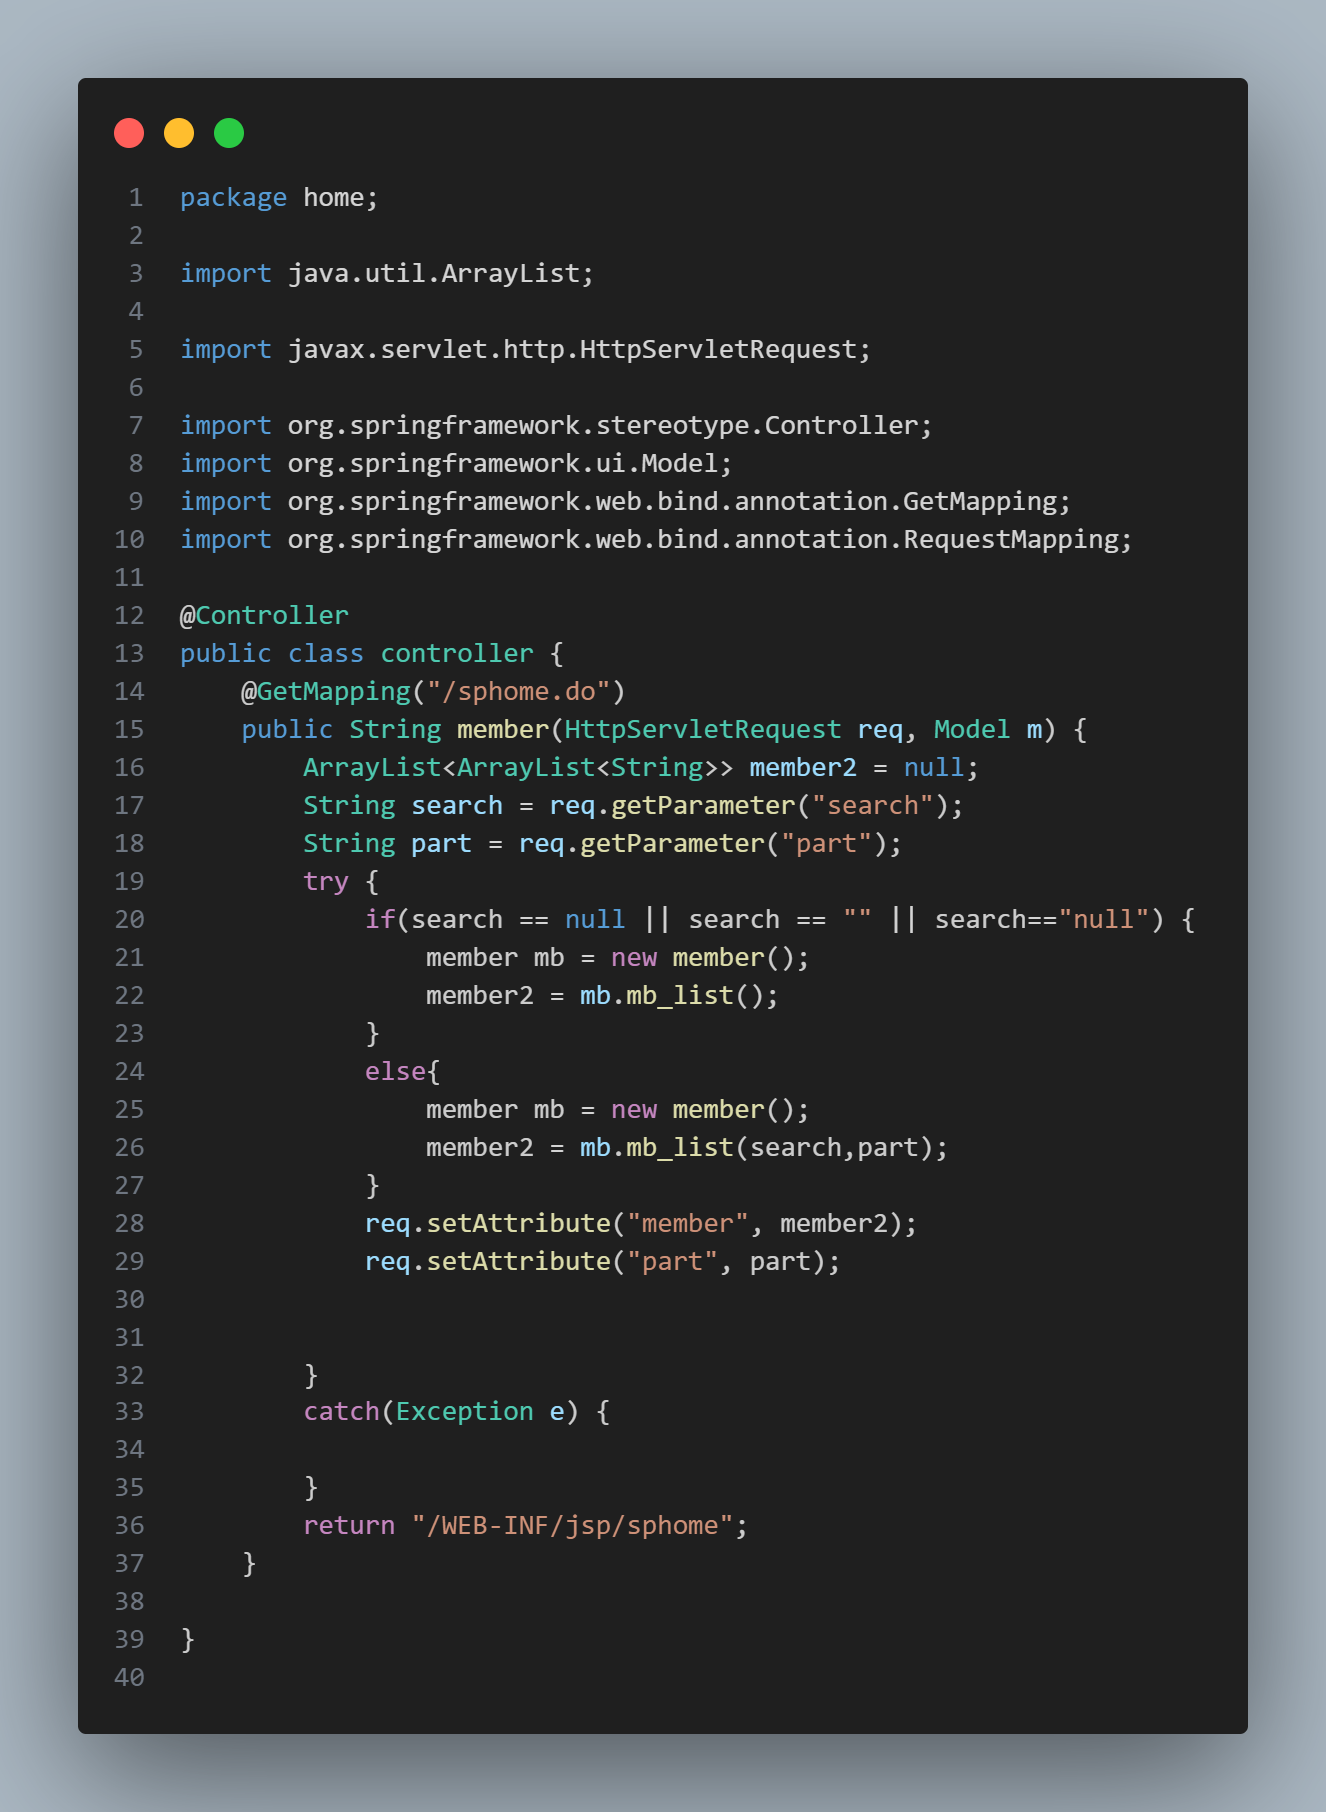 1 package home;
2
3 import java.util.ArrayList;
4
5 import javax.servlet.http.HttpServletRequest;
6
7 import org.springframework.stereotype.Controller;
8 import org.springframework.ui.Model;
9 import org.springframework.web.bind.annotation.GetMapping;
10 import org.springframework.web.bind.annotation.RequestMapping;
11
12 @Controller
13 public class controller {
14     @GetMapping("/sphome.do")
15     public String member(HttpServletRequest req, Model m) {
16         ArrayList<ArrayList<String>> member2 = null;
17         String search = req.getParameter("search");
18         String part = req.getParameter("part");
19         try {
20             if(search == null || search == "" || search=="null") {
21                 member mb = new member();
22                 member2 = mb.mb_list();
23             }
24             else{
25                 member mb = new member();
26                 member2 = mb.mb_list(search,part);
27             }
28             req.setAttribute("member", member2);
29             req.setAttribute("part", part);
30
31
32         }
33         catch(Exception e) {
34
35         }
36         return "/WEB-INF/jsp/sphome";
37     }
38
39 }
40